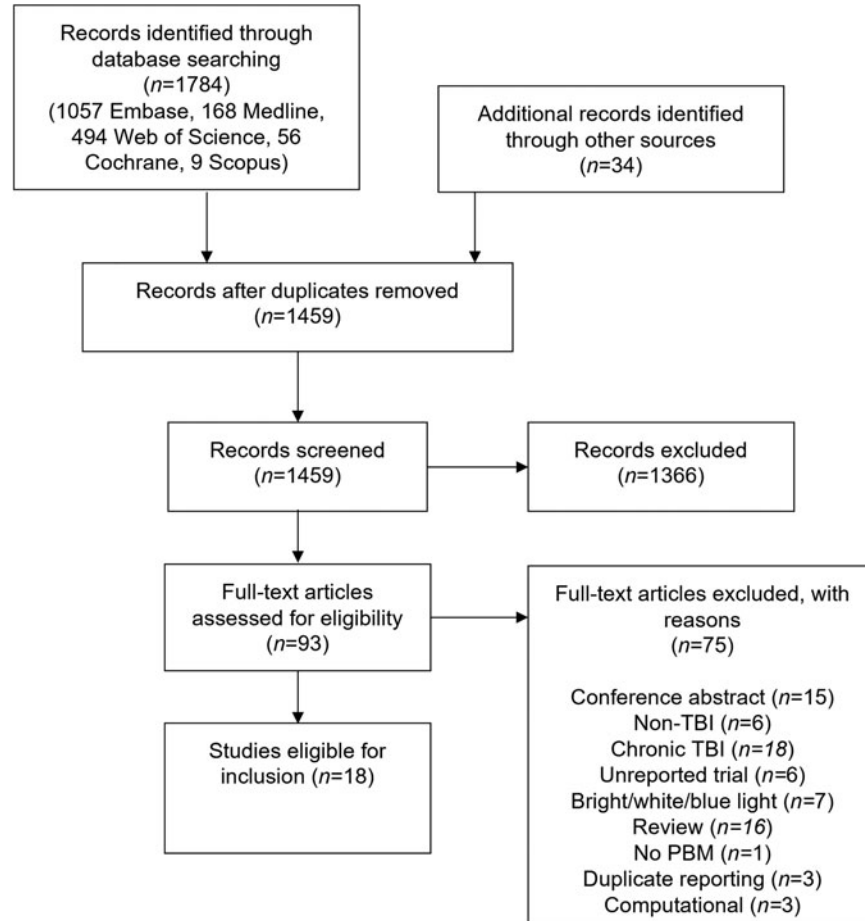 Records identified through
database searching
(n=1784)
(1057 Embase, 168 Medline,
494 Web of Science, 56
Cochrane, 9 Scopus)
Additional records identified
through other sources
(n=34)
Records after duplicates removed
(n=1459)
Records screened
(n=1459)
Records excluded
(n=1366)
Full-text articles
assessed for eligibility
(n=93)
Full-text articles excluded, with
reasons
(n=75)
Conference abstract (n=15)
Non-TBI (n=6)
Chronic TBI (n=18)
Unreported trial (n=6)
Bright/white/blue light (n=7)
Review (n=16)
No PBM (n=1)
Duplicate reporting (n=3)
Computational (n=3)
Studies eligible for
inclusion (n=18)